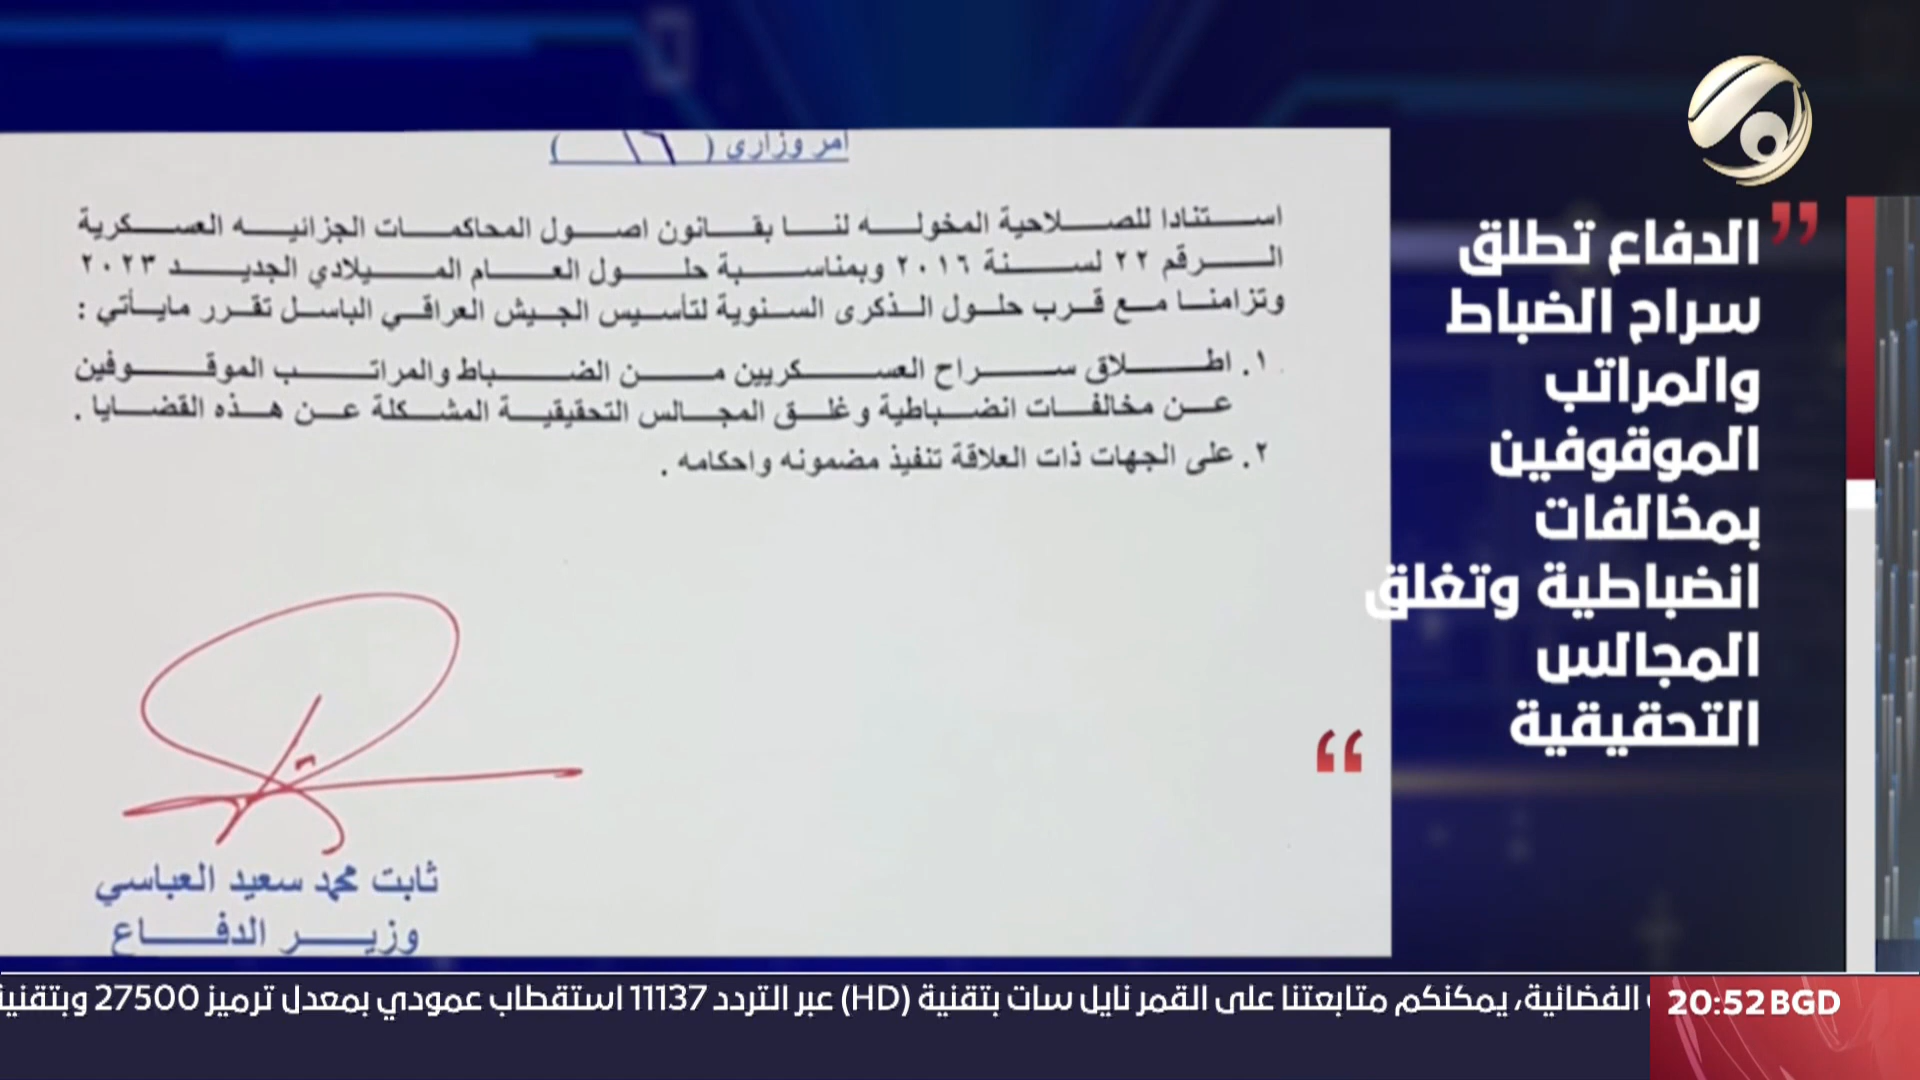 امر وزاري ( ١٦ )
استنادا للصلاحية المخوله لنا بقانون اصول المحاكمات الجزائيه العسكرية
الرقم ٢٢ لسنة ٢٠١٦ وبمناسبة حلول العام الميلادي الجديد ٢٠٢٣
وتزامنا مع قرب حلول الذكرى السنوية لتأسيس الجيش العراقي الباسل تقرر مايأتي :
١. اطلاق سراح العسكريين من الضباط والمراتب الموقوفين
عن مخالفات انضباطية وغلق المجالس التحقيقية المشكلة عن هذه القضايا .
٢. على الجهات ذات العلاقة تنفيذ مضمونه واحكامه .
ثابت محمد سعيد العباسي
وزير الدفاع
الدفاع تطلق
سراح الضباط
والمراتب
الموقوفين
بمخالفات
انضباطية وتغلق
المجالس
التحقيقية
الفضائية، يمكنكم متابعتنا على القمر نايل سات بتقنية (HD) عبر التردد 11137 استقطاب عمودي بمعدل ترميز 27500
20:52 BGD